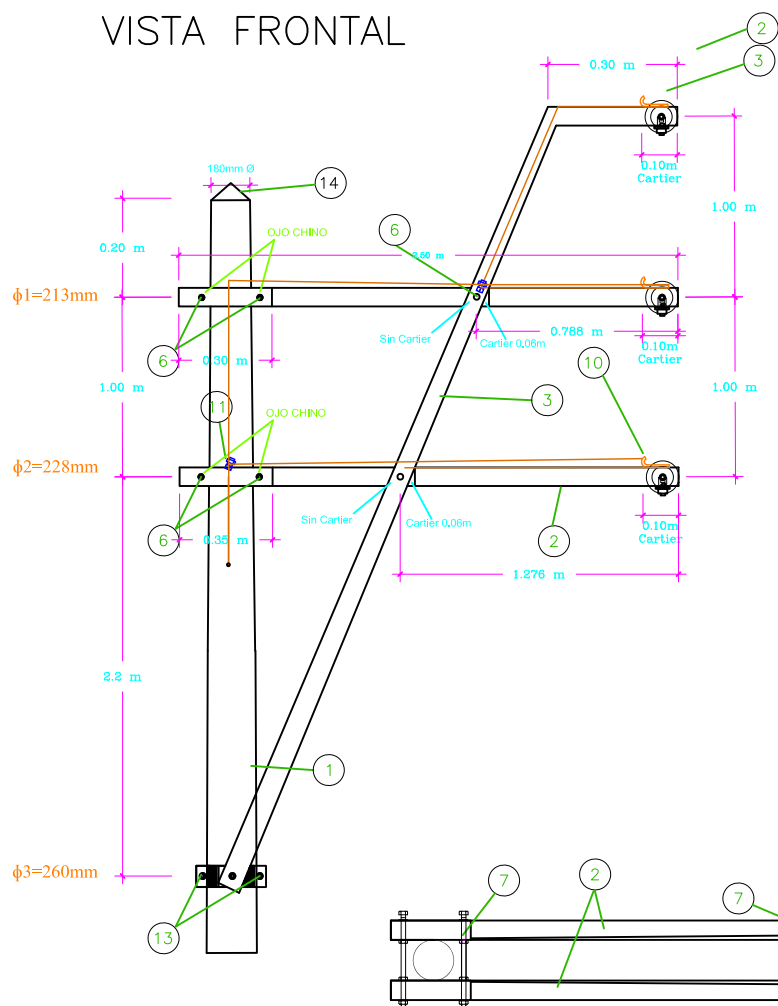 VISTA FRONTAL
2
3
0.30 m
0.10m
Cartier
1.00 m
180mm Ø
14
6
OJO CHINO
0.20 m
2.50 m
ϕ1=213mm
Sin Cartier
Cartier 0.06m
0.788 m
0.10m
Cartier
6
0.30 m
1.00 m
10
1.00 m
3
11
OJO CHINO
ϕ2=228mm
Sin Cartier
Cartier 0.06m
2
0.10m
Cartier
6
0.35 m
1.276 m
2.2 m
1
ϕ3=260mm
13
7
2
7